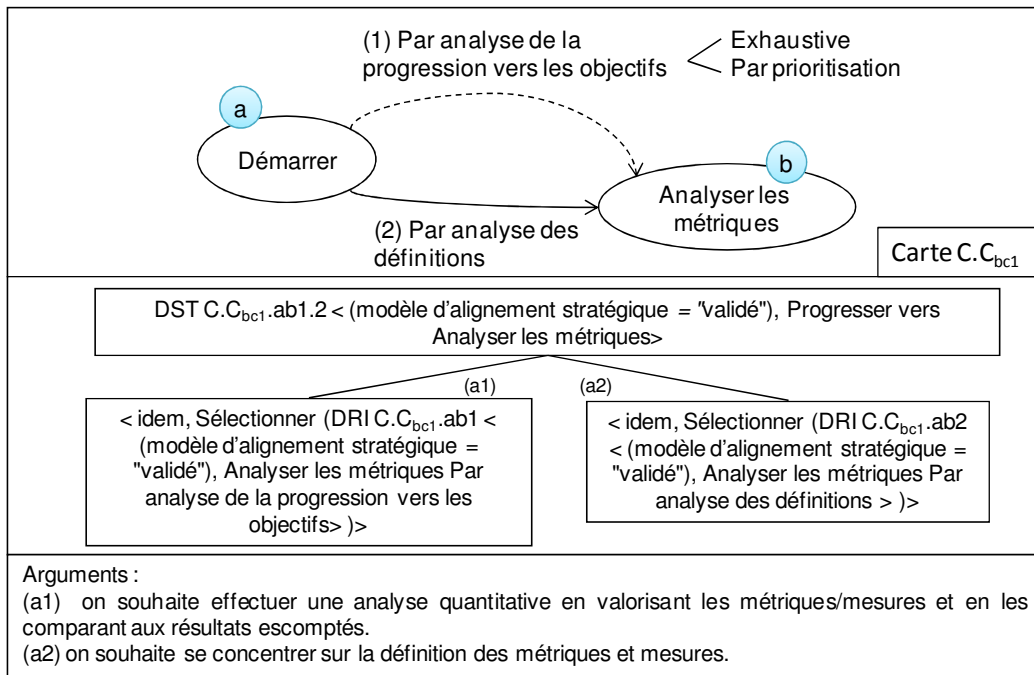 (1) Par analyse de la
progression vers les objectifs
Exhaustive
Par prioritisation
a
Démarrer
b
Analyser les
métriques
(2) Par analyse des
définitions
Carte C.Cbc1
DST C.Cbc1.ab1.2 < (modèle d'alignement stratégique = "validé"), Progresser vers
Analyser les métriques>
(a1)
(a2)
< idem, Sélectionner (DRI C.Cbc1.ab1 <
(modèle d'alignement stratégique =
"validé"), Analyser les métriques Par
analyse de la progression vers les
objectifs> )>
< idem, Sélectionner (DRI C.Cbc1.ab2
< (modèle d'alignement stratégique =
"validé"), Analyser les métriques Par
analyse des définitions > )>
Arguments :
(a1) on souhaite effectuer une analyse quantitative en valorisant les métriques/mesures et en les
comparant aux résultats escomptés.
(a2) on souhaite se concentrer sur la définition des métriques et mesures.